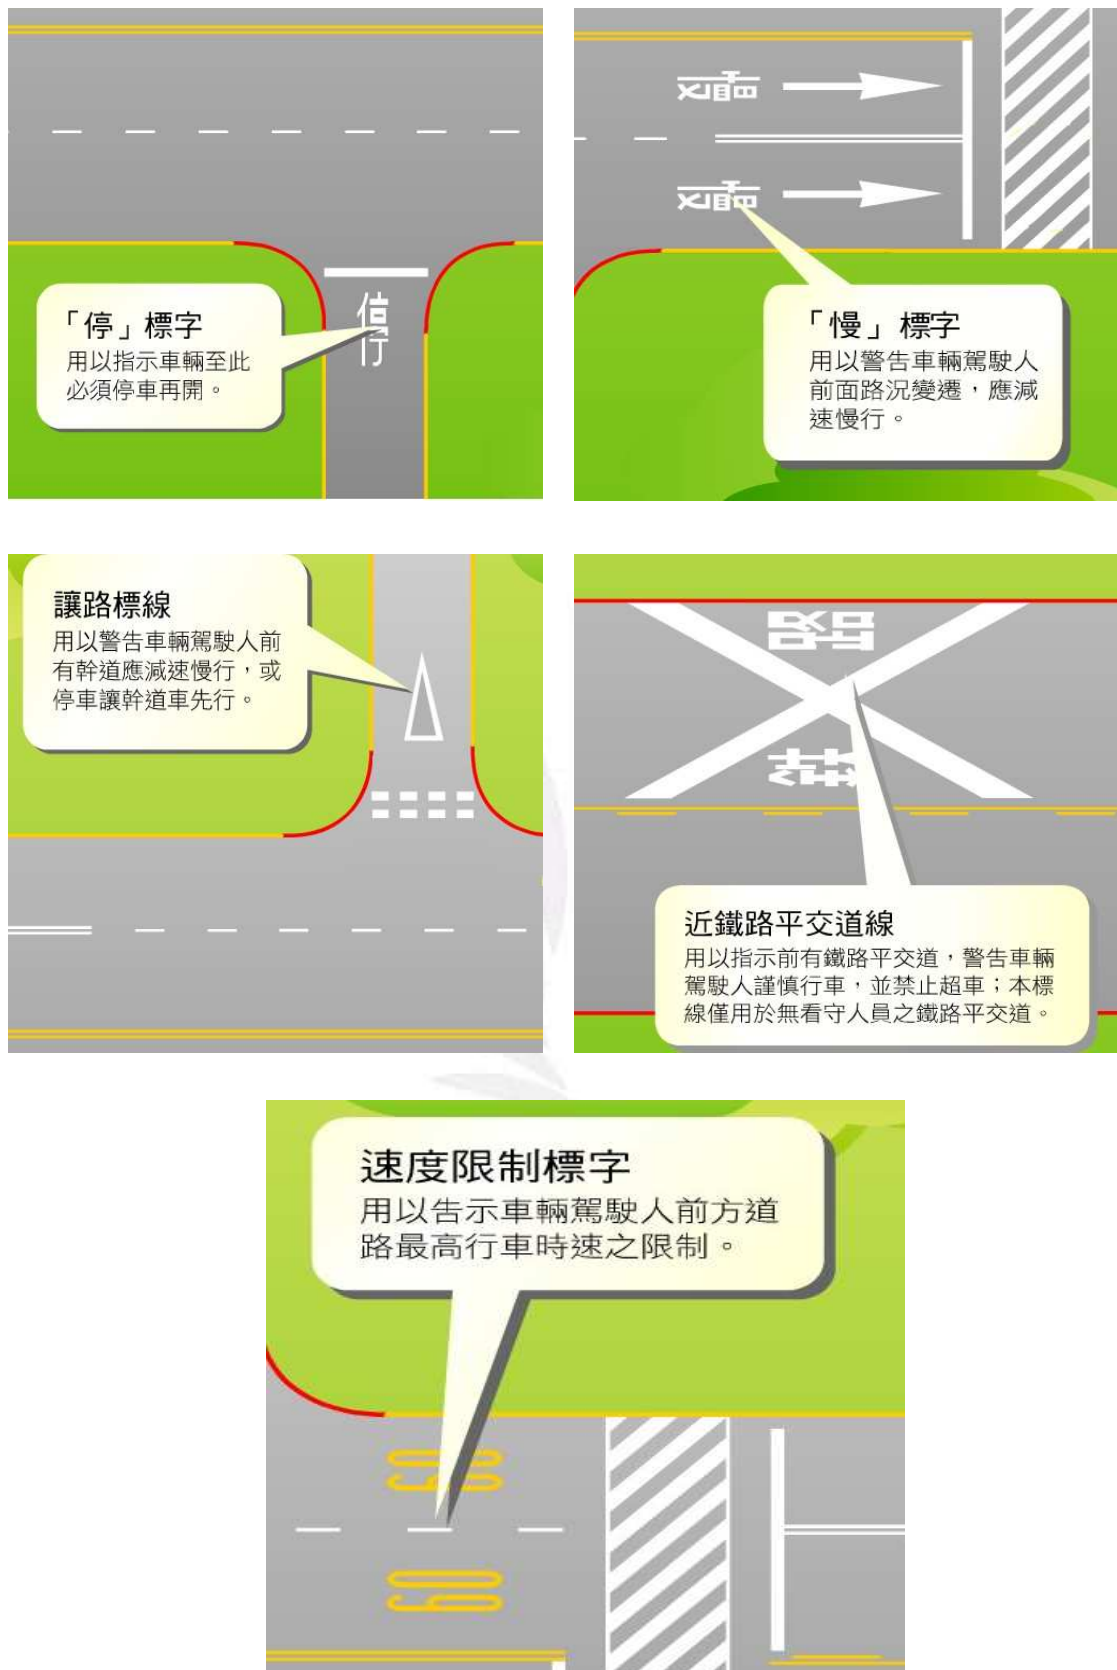 「停」標字
用以指示車輛至此
必須停車再開。
停
「慢」標字
用以警告車輛駕駛人
前面路況變遷，應減
速慢行。
慢
慢
讓路標線
用以警告車輛駕駛人前
有幹道應減速慢行，或
停車讓幹道車先行。
近鐵路平交道線
用以指示前有鐵路平交道，警告車輛
駕駛人謹慎行車，並禁止超車；本標
線僅用於無看守人員之鐵路平交道。
速度限制標字
用以告示車輛駕駛人前方道
路最高行車時速之限制。
60
60